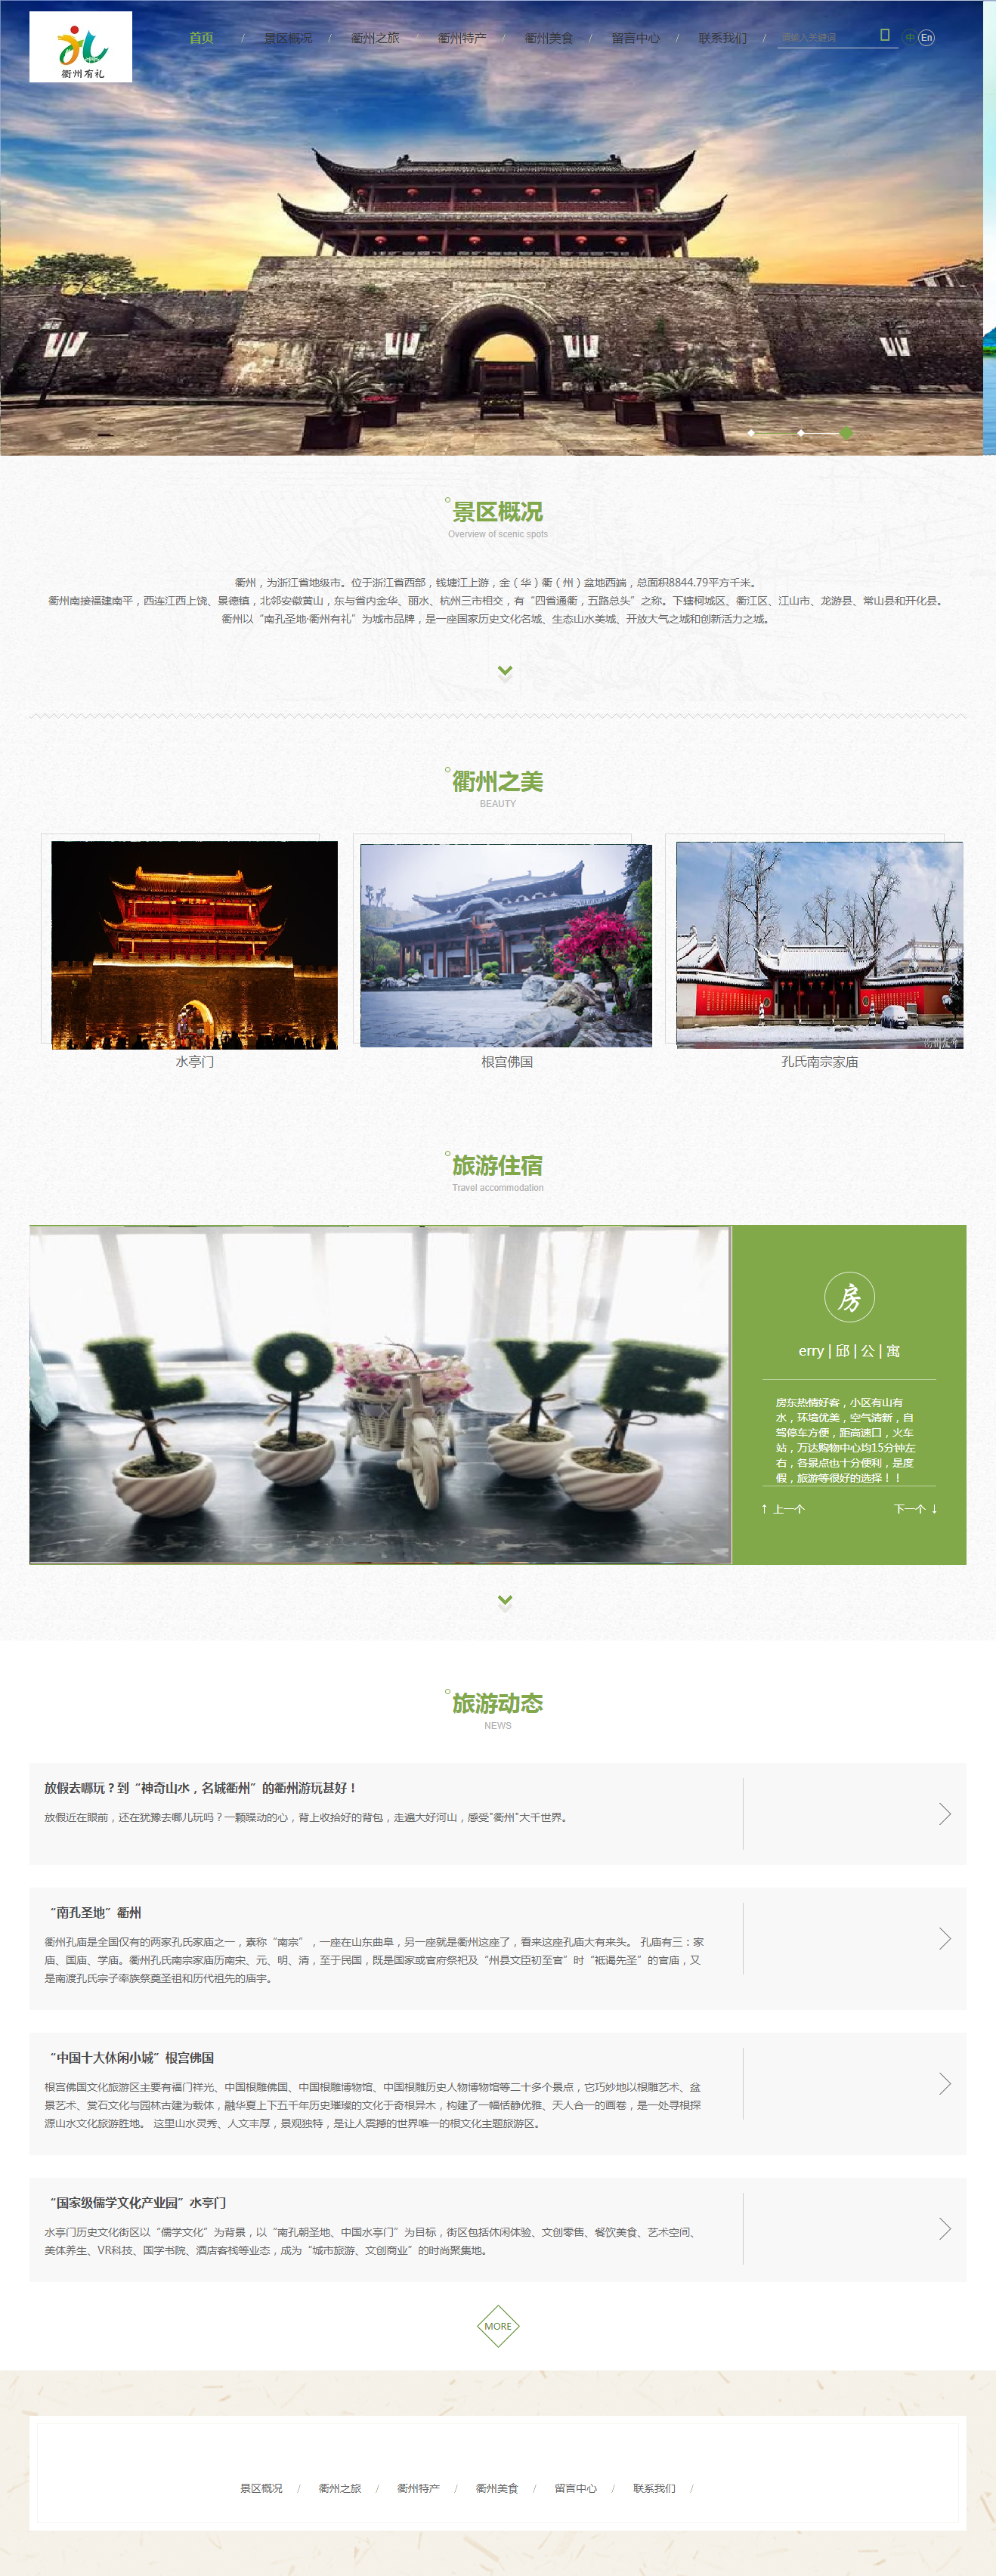 衢州有礼
首页 / 景区概况 / 衢州之旅 / 衢州特产 / 衢州美食 / 留言中心 / 联系我们 / 请输入关键词 中 En
景区概况
Overview of scenic spots
衢州，为浙江省地级市。位于浙江省西部，钱塘江上游，金（华）衢（州）盆地西端，总面积8844.79平方千米。
衢州南接福建南平，西连江西上饶、景德镇，北邻安徽黄山，东与省内金华、丽水、杭州三市相交，有“四省通衢，五路总头”之称。下辖柯城区、衢江区、江山市、龙游县、常山县和开化县。
衢州以“南孔圣地·衢州有礼”为城市品牌，是一座国家历史文化名城、生态山水美城、开放大气之城和创新活力之城。
衢州之美
BEAUTY
水亭门
根宫佛国
孔氏南宗家庙
旅游住宿
Travel accommodation
LOVE
房
erry | 邱 | 公 | 寓
房东热情好客，小区有山有
水，环境优美，空气清新，自
驾停车方便，距高速口，火车
站，万达购物中心均15分钟左
右，各景点也十分便利，是度
假，旅游等很好的选择！！
↑ 上一个
下一个 ↓
旅游动态
NEWS
放假去哪玩？到“神奇山水，名城衢州”的衢州游玩甚好！
放假近在眼前，还在犹豫去哪儿玩吗？一颗躁动的心，背上收拾好的背包，走遍大好河山，感受"衢州"大千世界。
“南孔圣地”衢州
衢州孔庙是全国仅有的两家孔氏家庙之一，素称“南宗”，一座在山东曲阜，另一座就是衢州这座了，看来这座孔庙大有来头。 孔庙有三：家
庙、国庙、学庙。衢州孔氏南宗家庙历南宋、元、明、清，至于民国，既是国家或官府祭祀及“州县文臣初至官”时“祗谒先圣”的官庙，又
是南渡孔氏宗子率族祭奠圣祖和历代祖先的庙宇。
“中国十大休闲小城”根宫佛国
根宫佛国文化旅游区主要有福门祥光、中国根雕佛国、中国根雕博物馆、中国根雕历史人物博物馆等二十多个景点，它巧妙地以根雕艺术、盆
景艺术、赏石文化与园林古建为载体，融华夏上下五千年历史璀璨的文化于奇根异木，构建了一幅恬静优雅、天人合一的画卷，是一处寻根探
源山水文化旅游胜地。 这里山水灵秀、人文丰厚，景观独特，是让人震撼的世界唯一的根文化主题旅游区。
“国家级儒学文化产业园”水亭门
水亭门历史文化街区以“儒学文化”为背景，以“南孔朝圣地、中国水亭门”为目标，街区包括休闲体验、文创零售、餐饮美食、艺术空间、
美体养生、VR科技、国学书院、酒店客栈等业态，成为“城市旅游、文创商业”的时尚聚集地。
MORE
景区概况 / 衢州之旅 / 衢州特产 / 衢州美食 / 留言中心 / 联系我们 /